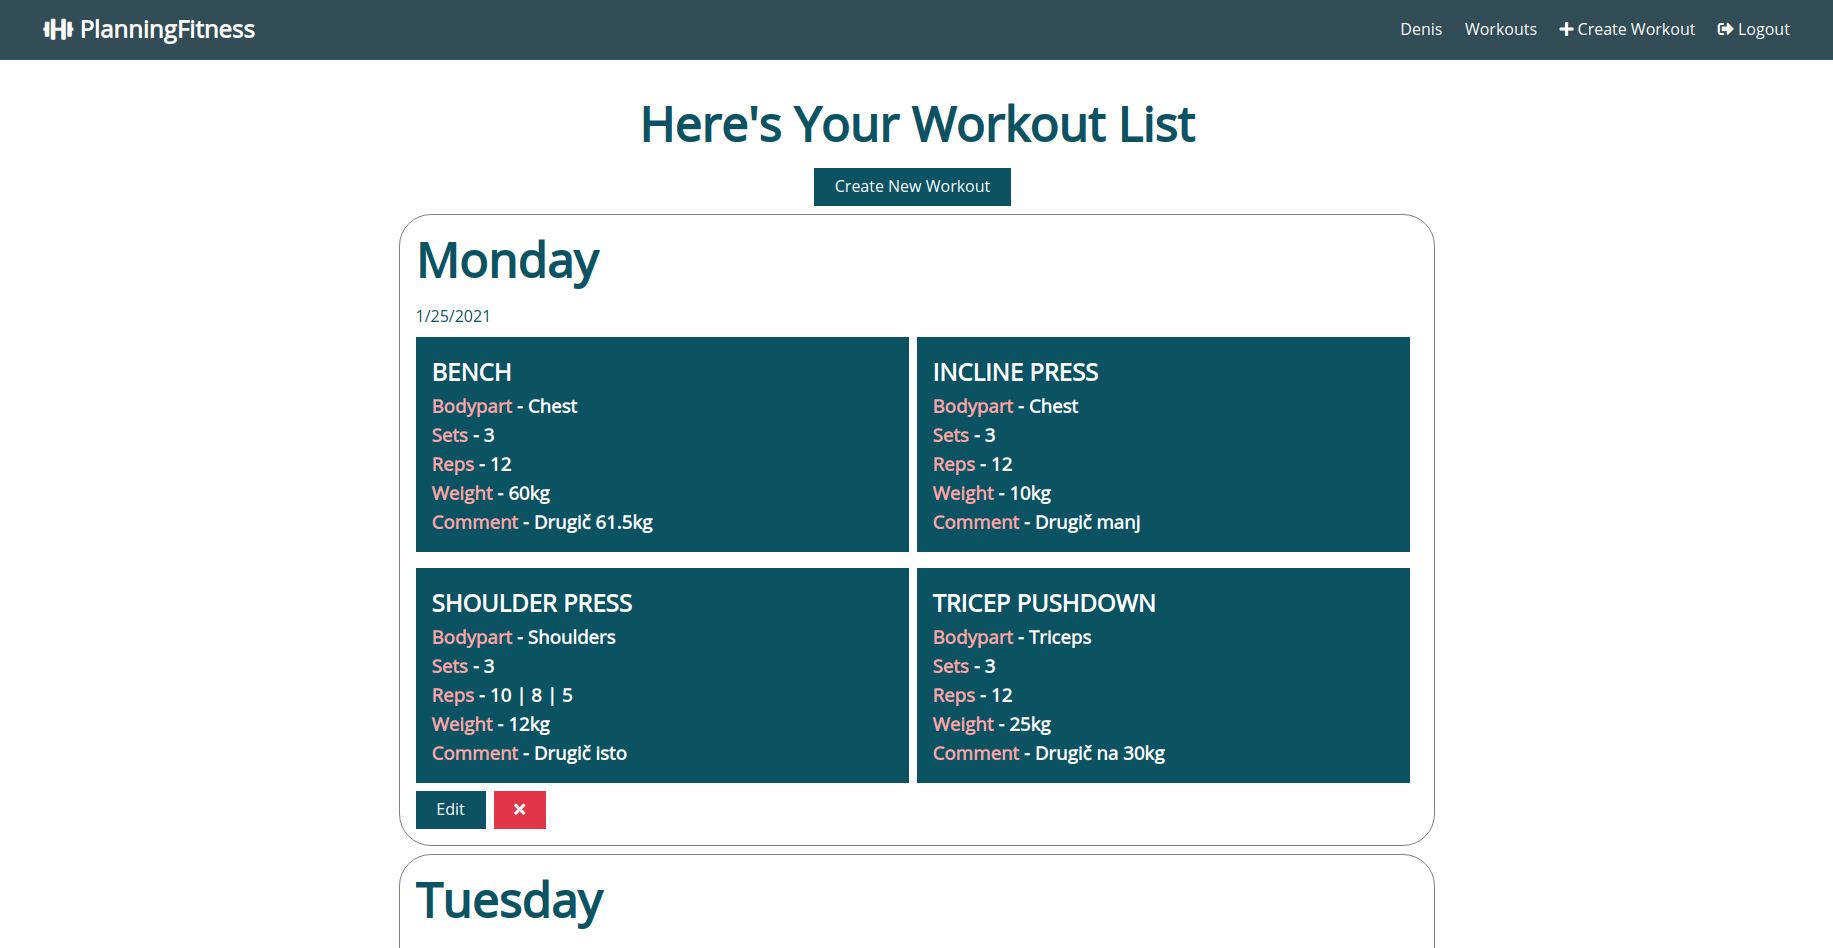 PlanningFitness
Denis Workouts Create Workout Logout
Here's Your Workout List
Create New Workout
Monday
1/25/2021
BENCH
Bodypart - Chest
Sets - 3
Reps - 12
Weight - 60kg
Comment - Drugič 61.5kg
INCLINE PRESS
Bodypart - Chest
Sets - 3
Reps - 12
Weight - 10kg
Comment - Drugič manj
SHOULDER PRESS
Bodypart - Shoulders
Sets - 3
Reps - 10 | 8 | 5
Weight - 12kg
Comment - Drugič isto
TRICEP PUSHDOWN
Bodypart - Triceps
Sets - 3
Reps - 12
Weight - 25kg
Comment - Drugič na 30kg
Edit
Tuesday